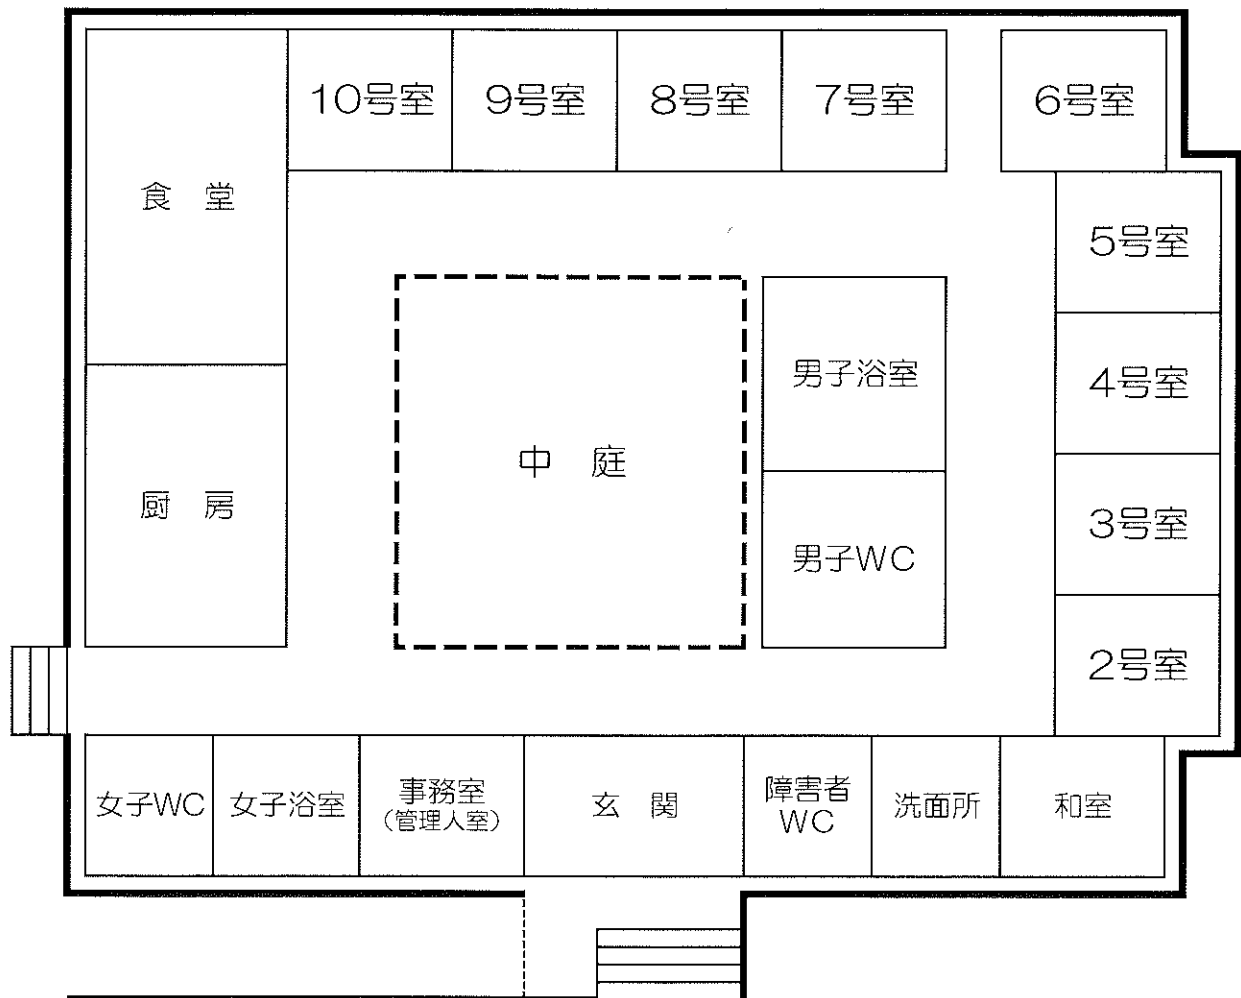 10号室
9号室
8号室
7号室
6号室
食 堂
5号室
4号室
男子浴室
中 庭
厨 房
3号室
男子WC
2号室
女子WC
女子浴室
事務室
(管理人室)
玄 関
障害者
WC
洗面所
和室